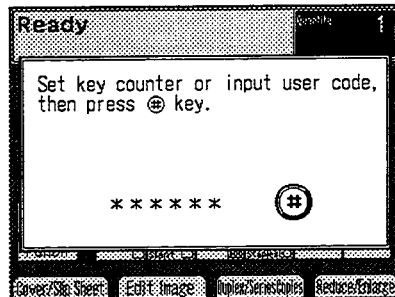 Ready
Quantity 1
Set key counter or input user code,
then press # key.
****** #
Cover/Slip Sheet Edit Image Duplex/Series Copies Reduce/Enlarge